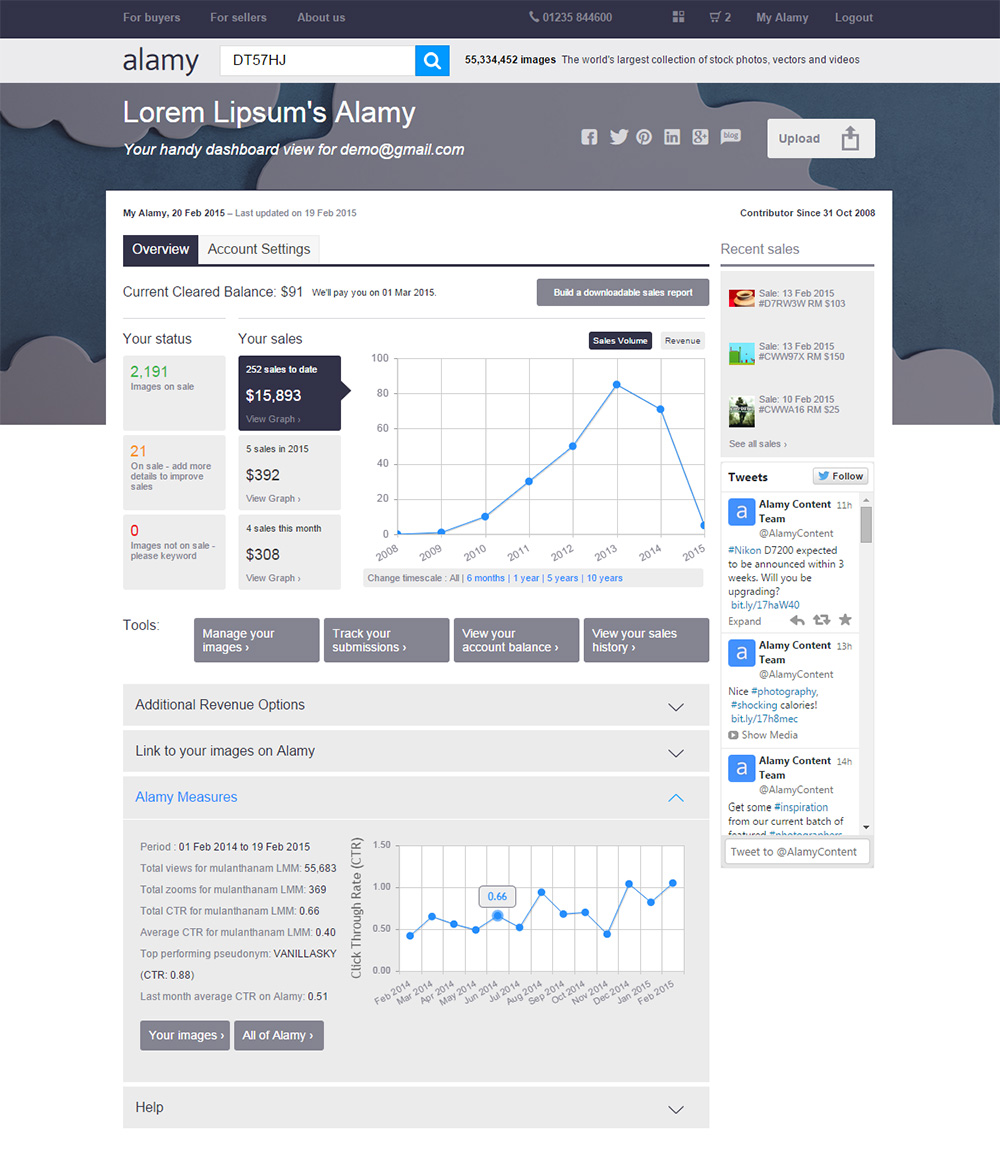 For buyers For sellers About us 01235 844600 2 My Alamy Logout
alamy DT57HJ 55,334,452 images The world's largest collection of stock photos, vectors and videos
Lorem Lipsum's Alamy
Your handy dashboard view for demo@gmail.com
blog
Upload
My Alamy, 20 Feb 2015 – Last updated on 19 Feb 2015
Contributor Since 31 Oct 2008
Overview Account Settings
Current Cleared Balance: $91 We'll pay you on 01 Mar 2015.
Build a downloadable sales report
Your status
2,191
Images on sale
21
On sale - add more
details to improve
sales
0
Images not on sale -
please keyword
Your sales
252 sales to date
$15,893
View Graph ›
5 sales in 2015
$392
View Graph ›
4 sales this month
$308
View Graph ›
Sales Volume Revenue
100
80
60
40
20
0
2008 2009 2010 2011 2012 2013 2014 2015
Change timescale : All | 6 months | 1 year | 5 years | 10 years
Tools:
Manage your
images ›
Track your
submissions ›
View your
account balance ›
View your sales
history ›
Additional Revenue Options
Link to your images on Alamy
Alamy Measures
Period : 01 Feb 2014 to 19 Feb 2015
Total views for mulanthanam LMM: 55,683
Total zooms for mulanthanam LMM: 369
Total CTR for mulanthanam LMM: 0.66
Average CTR for mulanthanam LMM: 0.40
Top performing pseudonym: VANILLASKY
(CTR: 0.88)
Last month average CTR on Alamy: 0.51
Your images › All of Alamy ›
Click Through Rate (CTR)
1.50
1.00
0.50
0.00
0.66
Feb 2014 Mar 2014 Apr 2014 May 2014 Jun 2014 Jul 2014 Aug 2014 Sep 2014 Oct 2014 Nov 2014 Dec 2014 Jan 2015 Feb 2015
Help
Recent sales
Sale: 13 Feb 2015
#D7RW3W RM $103
Sale: 13 Feb 2015
#CWW97X RM $150
Sale: 10 Feb 2015
#CWWA16 RM $25
See all sales ›
Tweets Follow
a
Alamy Content 11h
Team
@AlamyContent
#Nikon D7200 expected
to be announced within 3
weeks. Will you be
upgrading?
bit.ly/17haW40
Expand
a
Alamy Content 13h
Team
@AlamyContent
Nice #photography,
#shocking calories!
bit.ly/17h8mec
Show Media
a
Alamy Content 14h
Team
@AlamyContent
Get some #inspiration
from our current batch of
featured #photographers
Tweet to @AlamyContent